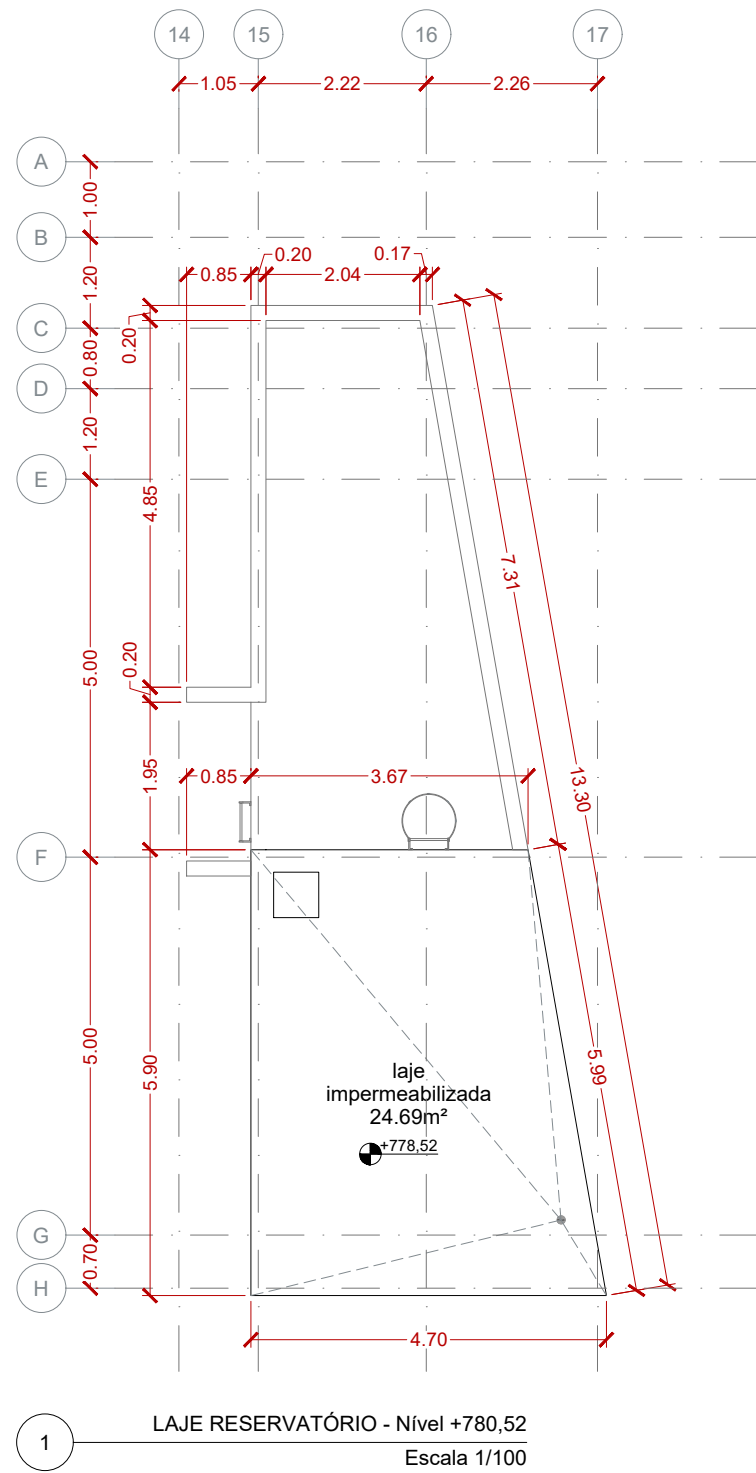 14
15
16
17
1.05
2.22
2.26
A
1.00
B
1.20
0.20
0.17
0.85
2.04
C
0.20
0.80
D
1.20
E
4.85
7.31
5.00
0.20
1.95
0.85
3.67
13.30
F
5.00
5.90
5.99
laje
impermeabilizada
24.69m²
+778,52
G
0.70
H
4.70
1
LAJE RESERVATÓRIO - Nível +780,52
Escala 1/100